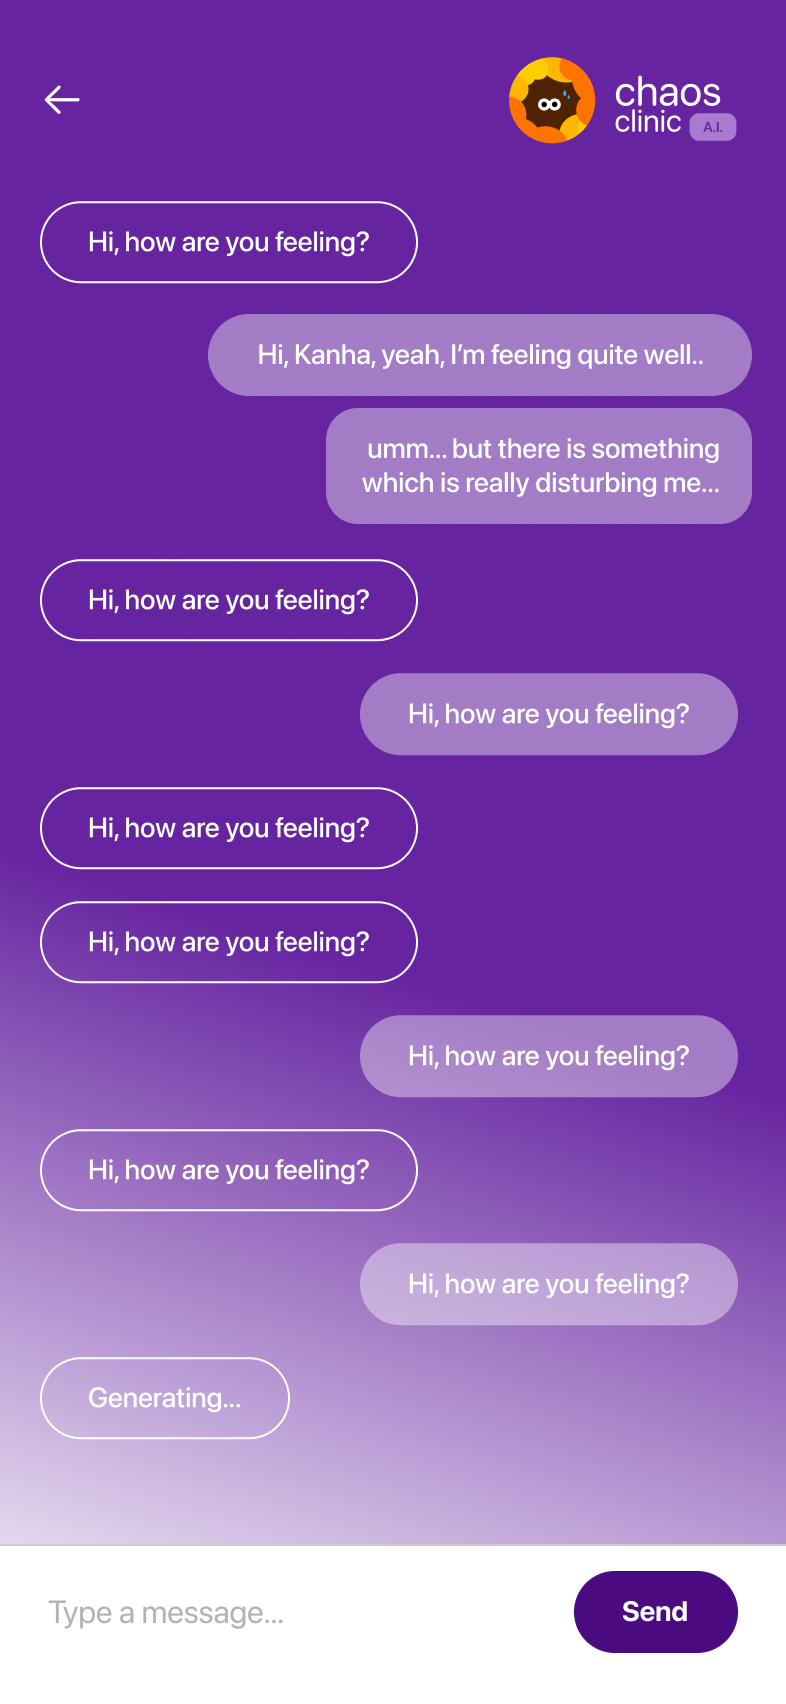 chaos
clinic A.I.
Hi, how are you feeling?
Hi, Kanha, yeah, I’m feeling quite well..
umm... but there is something
which is really disturbing me...
Hi, how are you feeling?
Hi, how are you feeling?
Hi, how are you feeling?
Hi, how are you feeling?
Hi, how are you feeling?
Hi, how are you feeling?
Hi, how are you feeling?
Generating...
Type a message...
Send